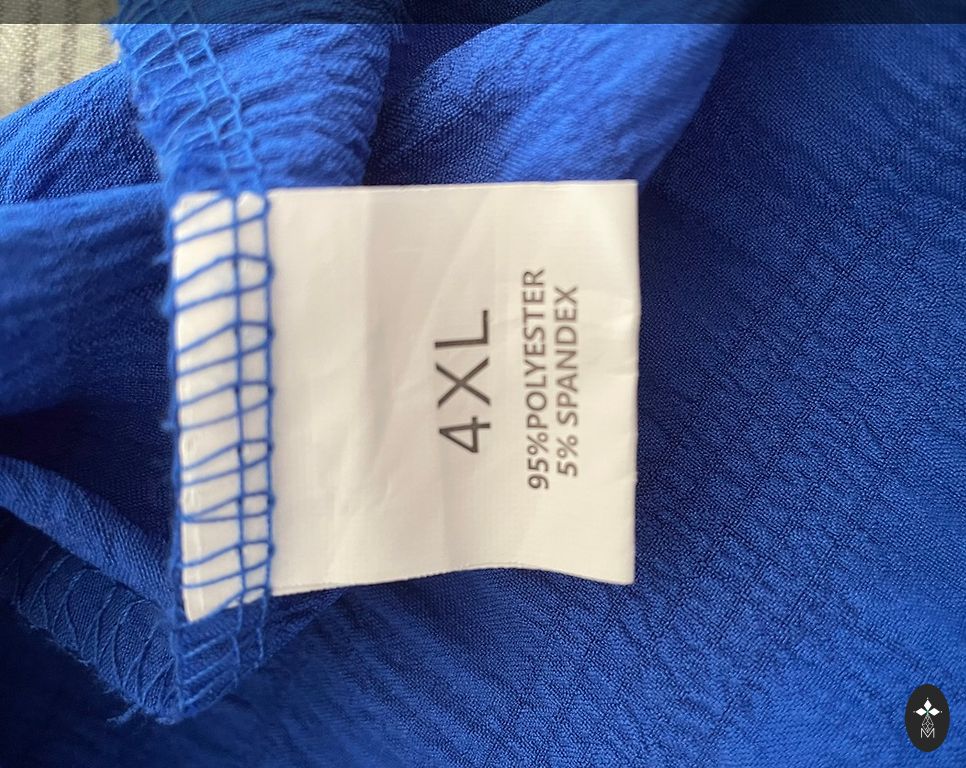 4XL
95%POLYESTER
5% SPANDEX
M